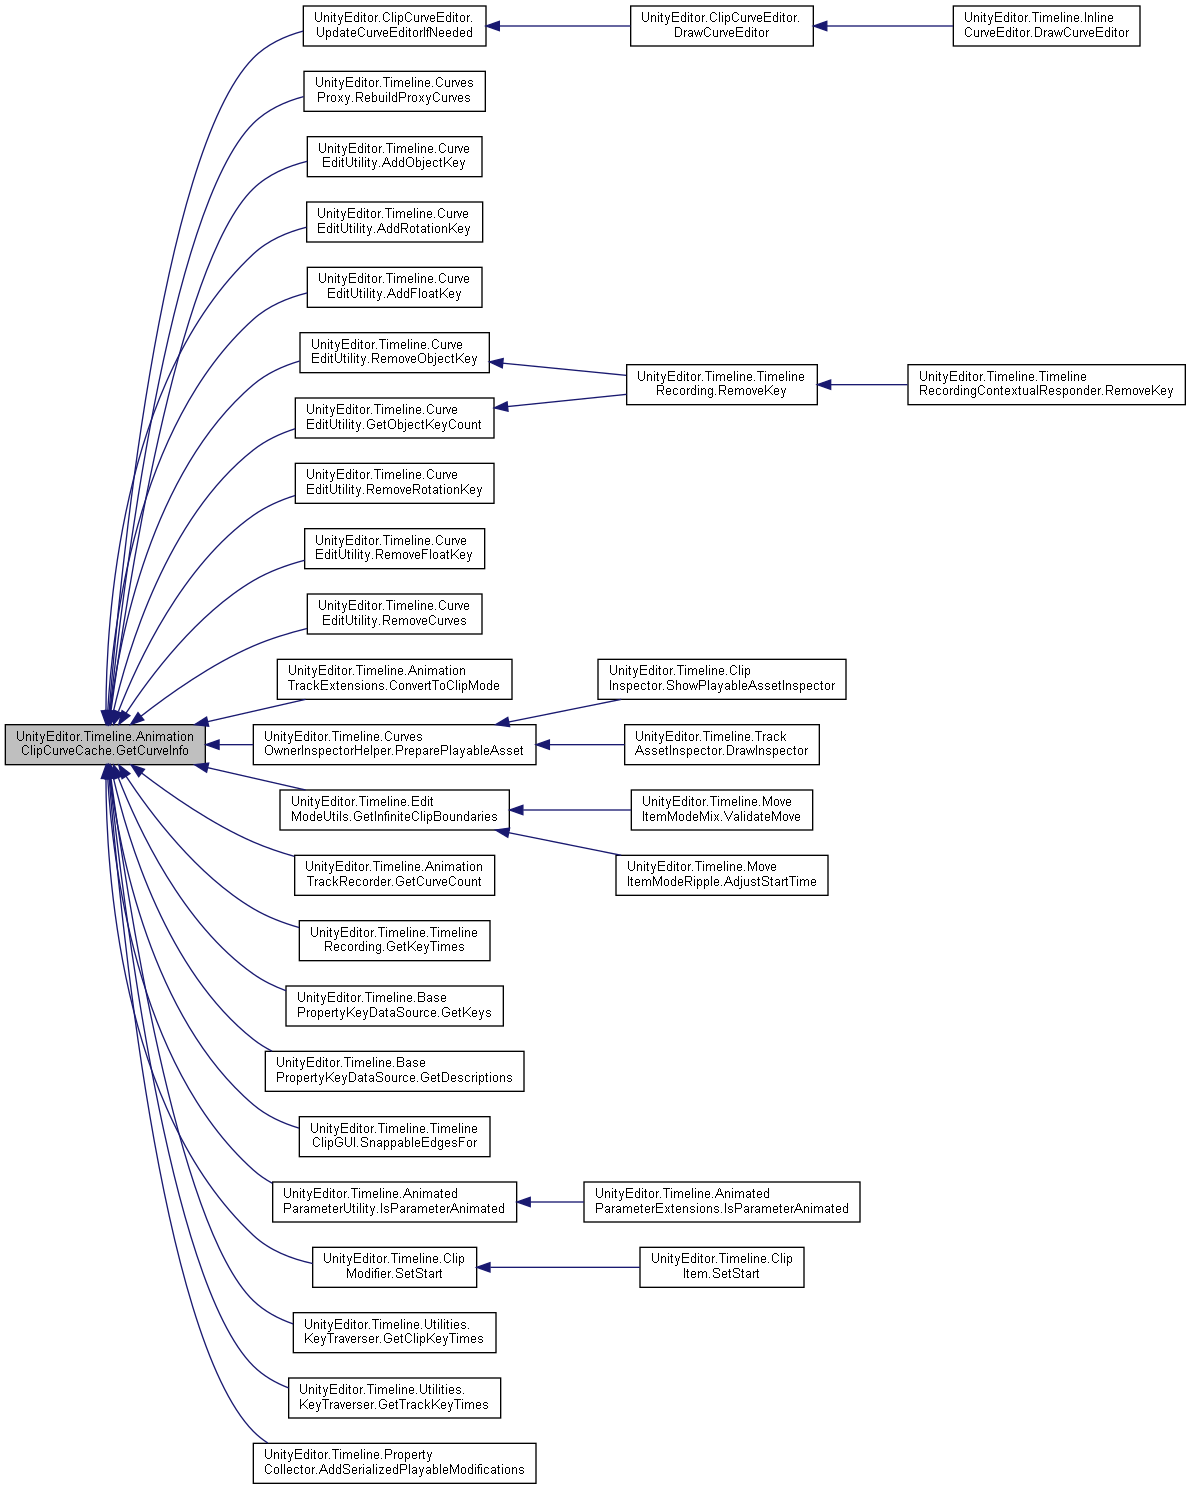 UnityEditor.ClipCurveEditor.
UpdateCurveEditorIfNeeded
UnityEditor.ClipCurveEditor.
DrawCurveEditor
UnityEditor.Timeline.Inline
CurveEditor.DrawCurveEditor
UnityEditor.Timeline.Curves
Proxy.RebuildProxyCurves
UnityEditor.Timeline.Curve
EditUtility.AddObjectKey
UnityEditor.Timeline.Curve
EditUtility.AddRotationKey
UnityEditor.Timeline.Curve
EditUtility.AddFloatKey
UnityEditor.Timeline.Curve
EditUtility.RemoveObjectKey
UnityEditor.Timeline.Timeline
Recording.RemoveKey
UnityEditor.Timeline.Timeline
RecordingContextualResponder.RemoveKey
UnityEditor.Timeline.Curve
EditUtility.GetObjectKeyCount
UnityEditor.Timeline.Curve
EditUtility.RemoveRotationKey
UnityEditor.Timeline.Curve
EditUtility.RemoveFloatKey
UnityEditor.Timeline.Curve
EditUtility.RemoveCurves
UnityEditor.Timeline.Animation
TrackExtensions.ConvertToClipMode
UnityEditor.Timeline.Clip
Inspector.ShowPlayableAssetInspector
UnityEditor.Timeline.Animation
ClipCurveCache.GetCurveInfo
UnityEditor.Timeline.Curves
OwnerInspectorHelper.PreparePlayableAsset
UnityEditor.Timeline.Track
AssetInspector.DrawInspector
UnityEditor.Timeline.Edit
ModeUtils.GetInfiniteClipBoundaries
UnityEditor.Timeline.Move
ItemModeMix.ValidateMove
UnityEditor.Timeline.Move
ItemModeRipple.AdjustStartTime
UnityEditor.Timeline.Animation
TrackRecorder.GetCurveCount
UnityEditor.Timeline.Timeline
Recording.GetKeyTimes
UnityEditor.Timeline.Base
PropertyKeyDataSource.GetKeys
UnityEditor.Timeline.Base
PropertyKeyDataSource.GetDescriptions
UnityEditor.Timeline.Timeline
ClipGUI.SnappableEdgesFor
UnityEditor.Timeline.Animated
ParameterUtility.IsParameterAnimated
UnityEditor.Timeline.Animated
ParameterExtensions.IsParameterAnimated
UnityEditor.Timeline.Clip
Modifier.SetStart
UnityEditor.Timeline.Clip
Item.SetStart
UnityEditor.Timeline.Utilities.
KeyTraverser.GetClipKeyTimes
UnityEditor.Timeline.Utilities.
KeyTraverser.GetTrackKeyTimes
UnityEditor.Timeline.Property
Collector.AddSerializedPlayableModifications